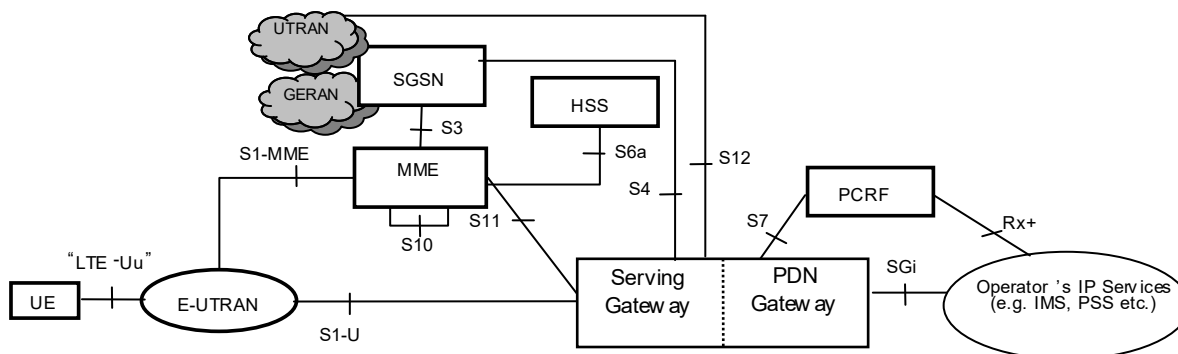 UTRAN
SGSN
GERAN
HSS
S3
S6a
S12
S1-MME
MME
S4
PCRF
S11
S7
Rx+
S10
“LTE -Uu”
Serving
Gateway
PDN
Gateway
SGi
Operator ’s IP Services
(e.g. IMS, PSS etc.)
UE
E-UTRAN
S1-U